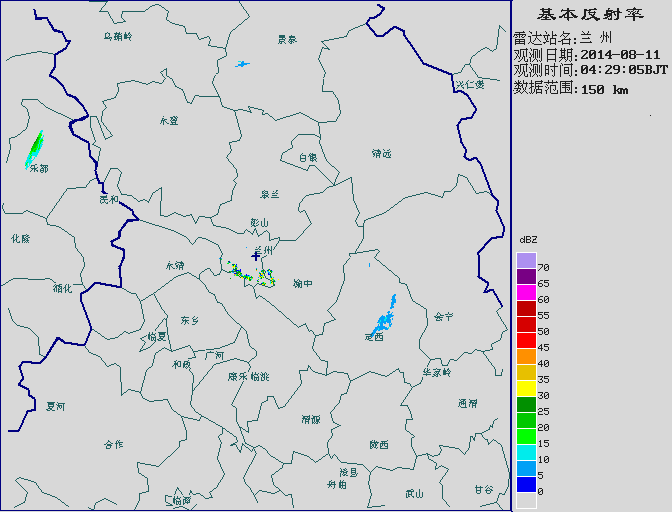 基本反射率
雷达站名:兰 州
观测日期:2014-08-11
观测时间:04:29:05BJT
数据范围:150 km
乌鞘岭
景泰
兴仁堡
永登
白银
靖远
乐都
民和
皋兰
彭山
化隆
兰州
永靖
榆中
循化
东乡
会宁
临夏
定西
广河
和政
康乐 临洮
华家岭
夏河
渭源
通渭
合作
陇西
漳县
岷山
武山
甘谷
临潭
dBZ
70
65
60
55
50
45
40
35
30
25
20
15
10
5
0